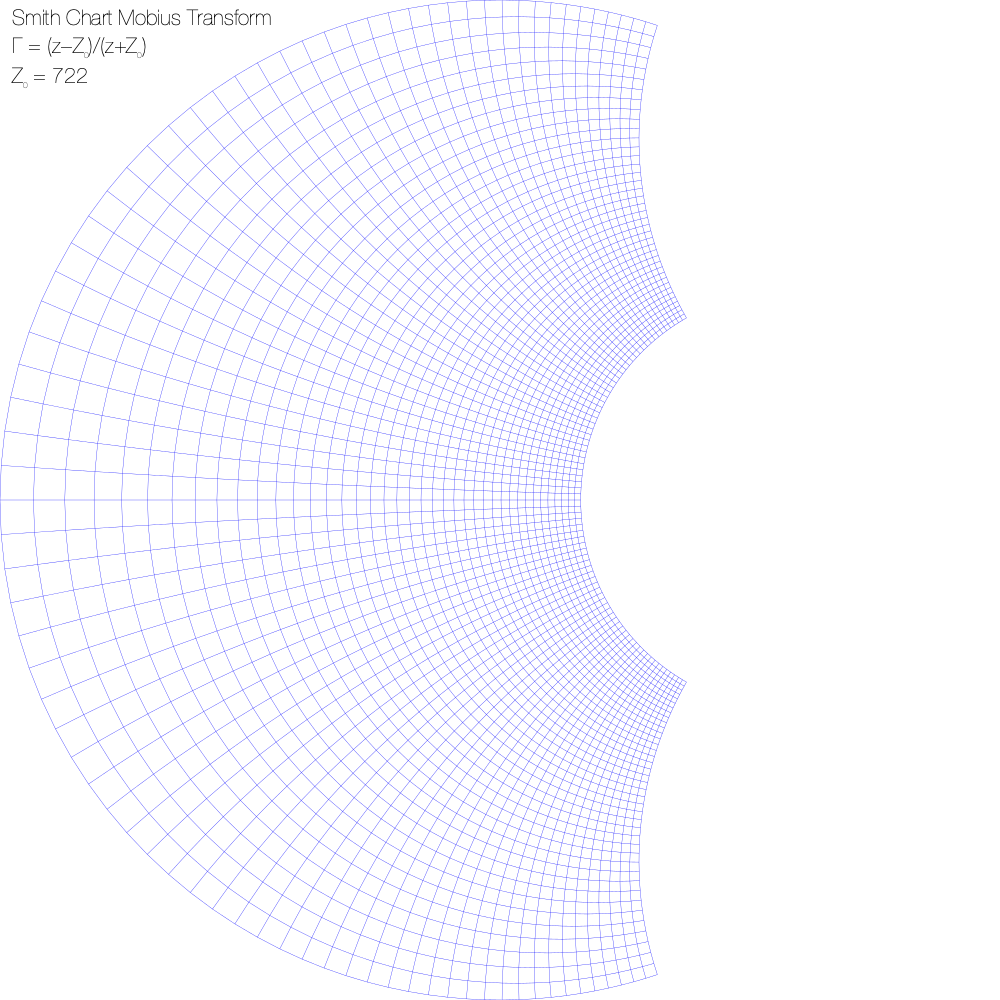 Smith Chart Mobius Transform
Γ = (z−Z₀)/(z+Z₀)
Z₀ = 722